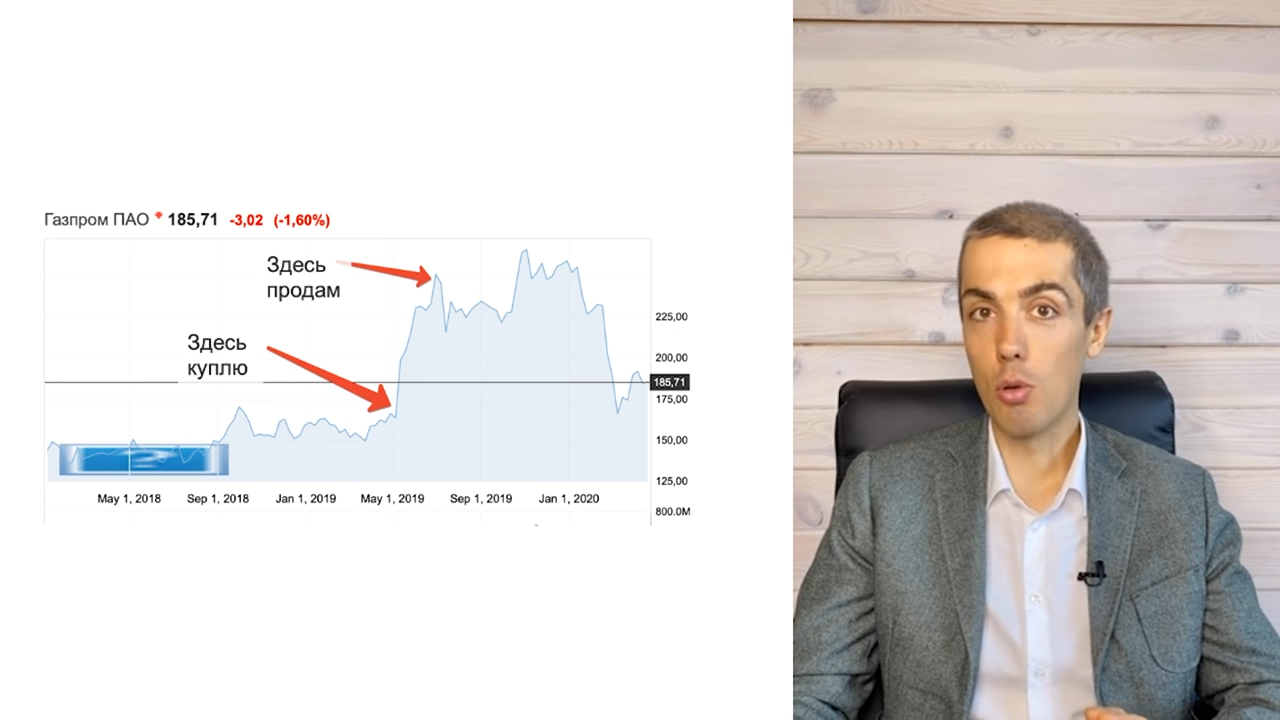 Газпром ПАО 185,71 -3,02 (-1,60%)
Здесь
продам
Здесь
куплю
225,00
200,00
185,71
175,00
150,00
125,00
May 1, 2018 Sep 1, 2018 Jan 1, 2019 May 1, 2019 Sep 1, 2019 Jan 1, 2020
800.0M